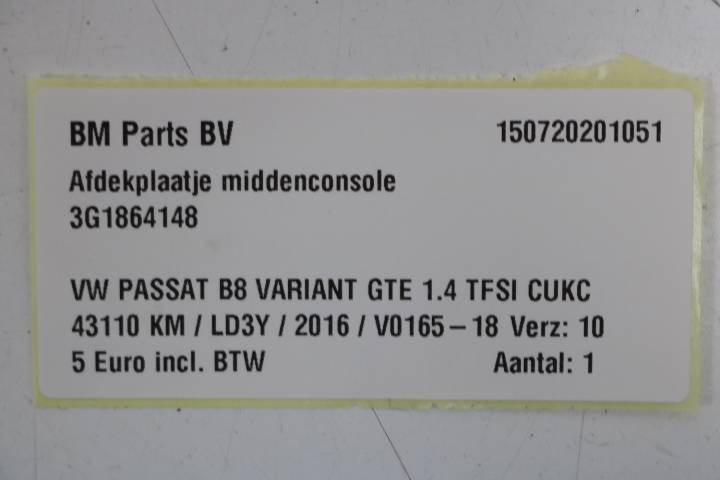 BM Parts BV 150720201051
Afdekplaatje middenconsole
3G1864148
VW PASSAT B8 VARIANT GTE 1.4 TFSI CUKC
43110 KM / LD3Y / 2016 / V0165-18 Verz: 10
5 Euro incl. BTW Aantal: 1